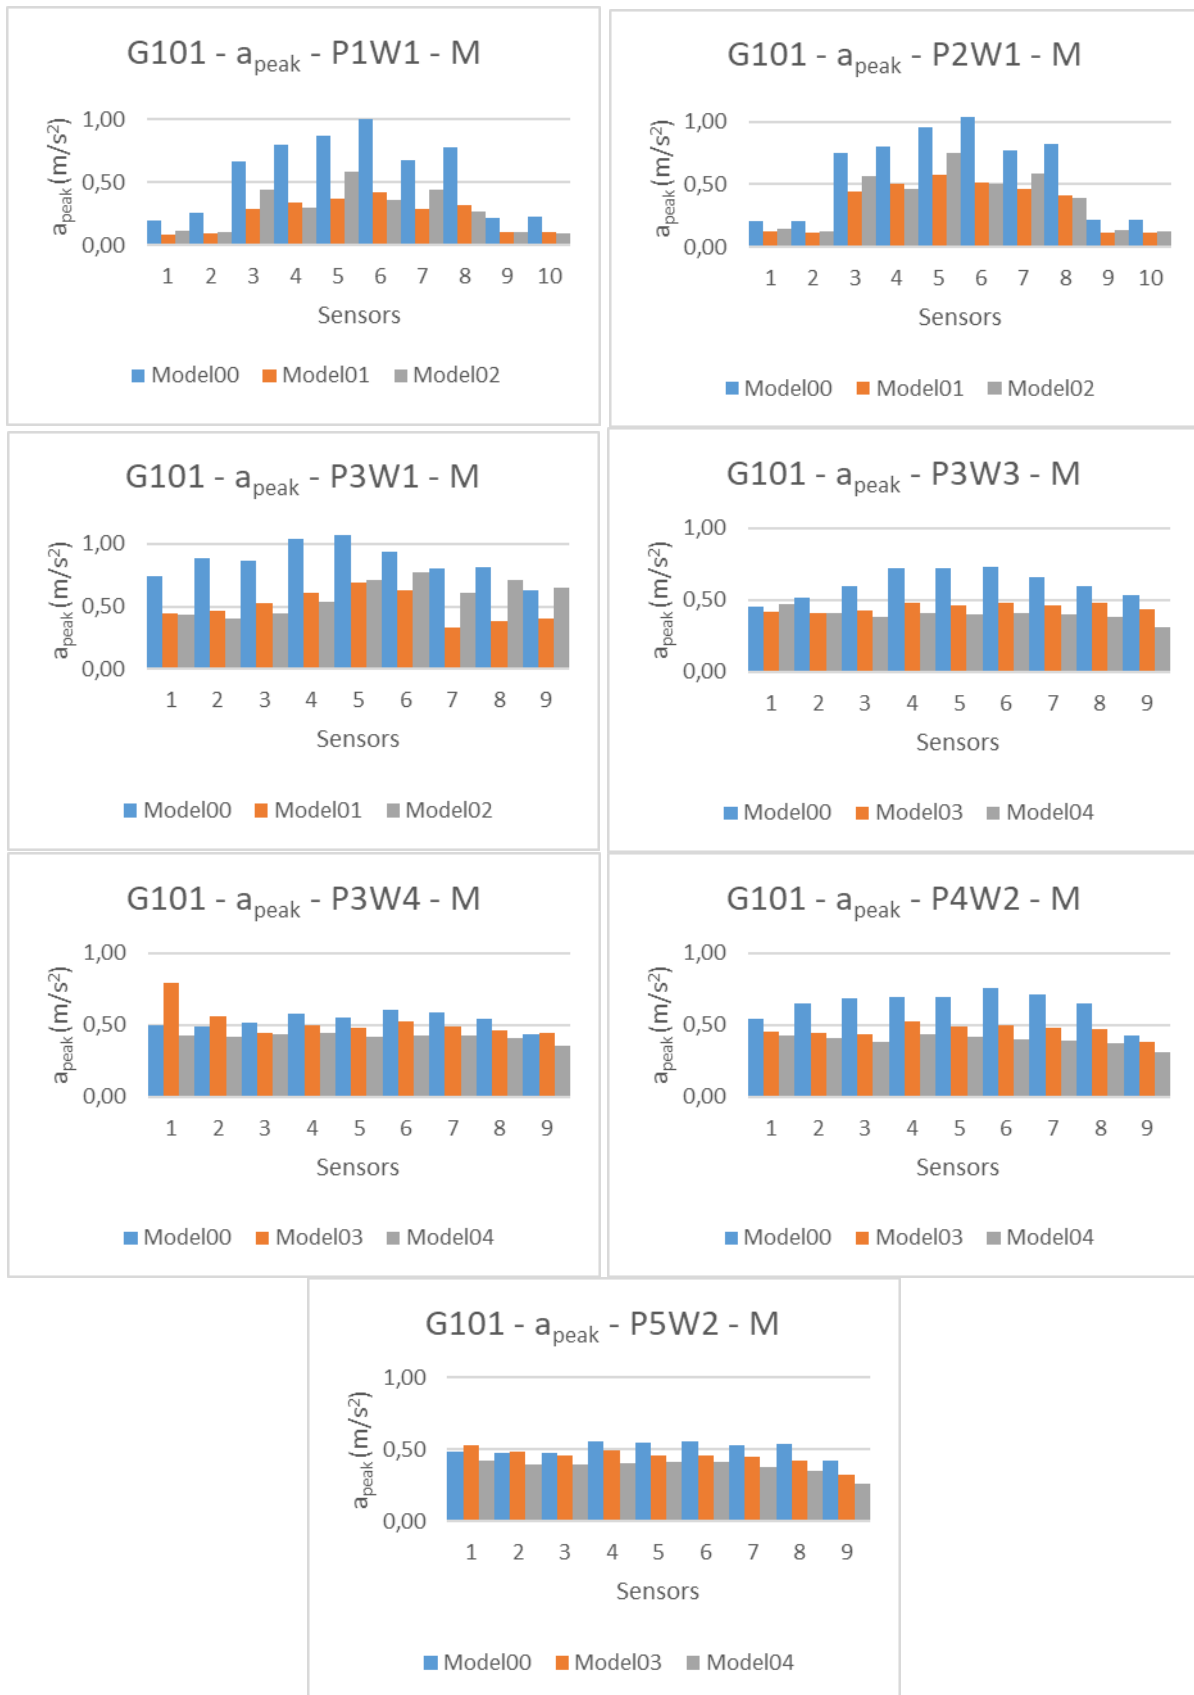 G101 - apeak - P1W1 - M
apeak (m/s²)
1,00
0,50
0,00
1 2 3 4 5 6 7 8 9 10
Sensors
Model00 Model01 Model02
G101 - apeak - P2W1 - M
apeak (m/s²)
1,00
0,50
0,00
1 2 3 4 5 6 7 8 9 10
Sensors
Model00 Model01 Model02
G101 - apeak - P3W1 - M
apeak (m/s²)
1,00
0,50
0,00
1 2 3 4 5 6 7 8 9
Sensors
Model00 Model01 Model02
G101 - apeak - P3W3 - M
apeak (m/s²)
1,00
0,50
0,00
1 2 3 4 5 6 7 8 9
Sensors
Model00 Model03 Model04
G101 - apeak - P3W4 - M
apeak (m/s²)
1,00
0,50
0,00
1 2 3 4 5 6 7 8 9
Sensors
Model00 Model03 Model04
G101 - apeak - P4W2 - M
apeak (m/s²)
1,00
0,50
0,00
1 2 3 4 5 6 7 8 9
Sensors
Model00 Model03 Model04
G101 - apeak - P5W2 - M
apeak (m/s²)
1,00
0,50
0,00
1 2 3 4 5 6 7 8 9
Sensors
Model00 Model03 Model04